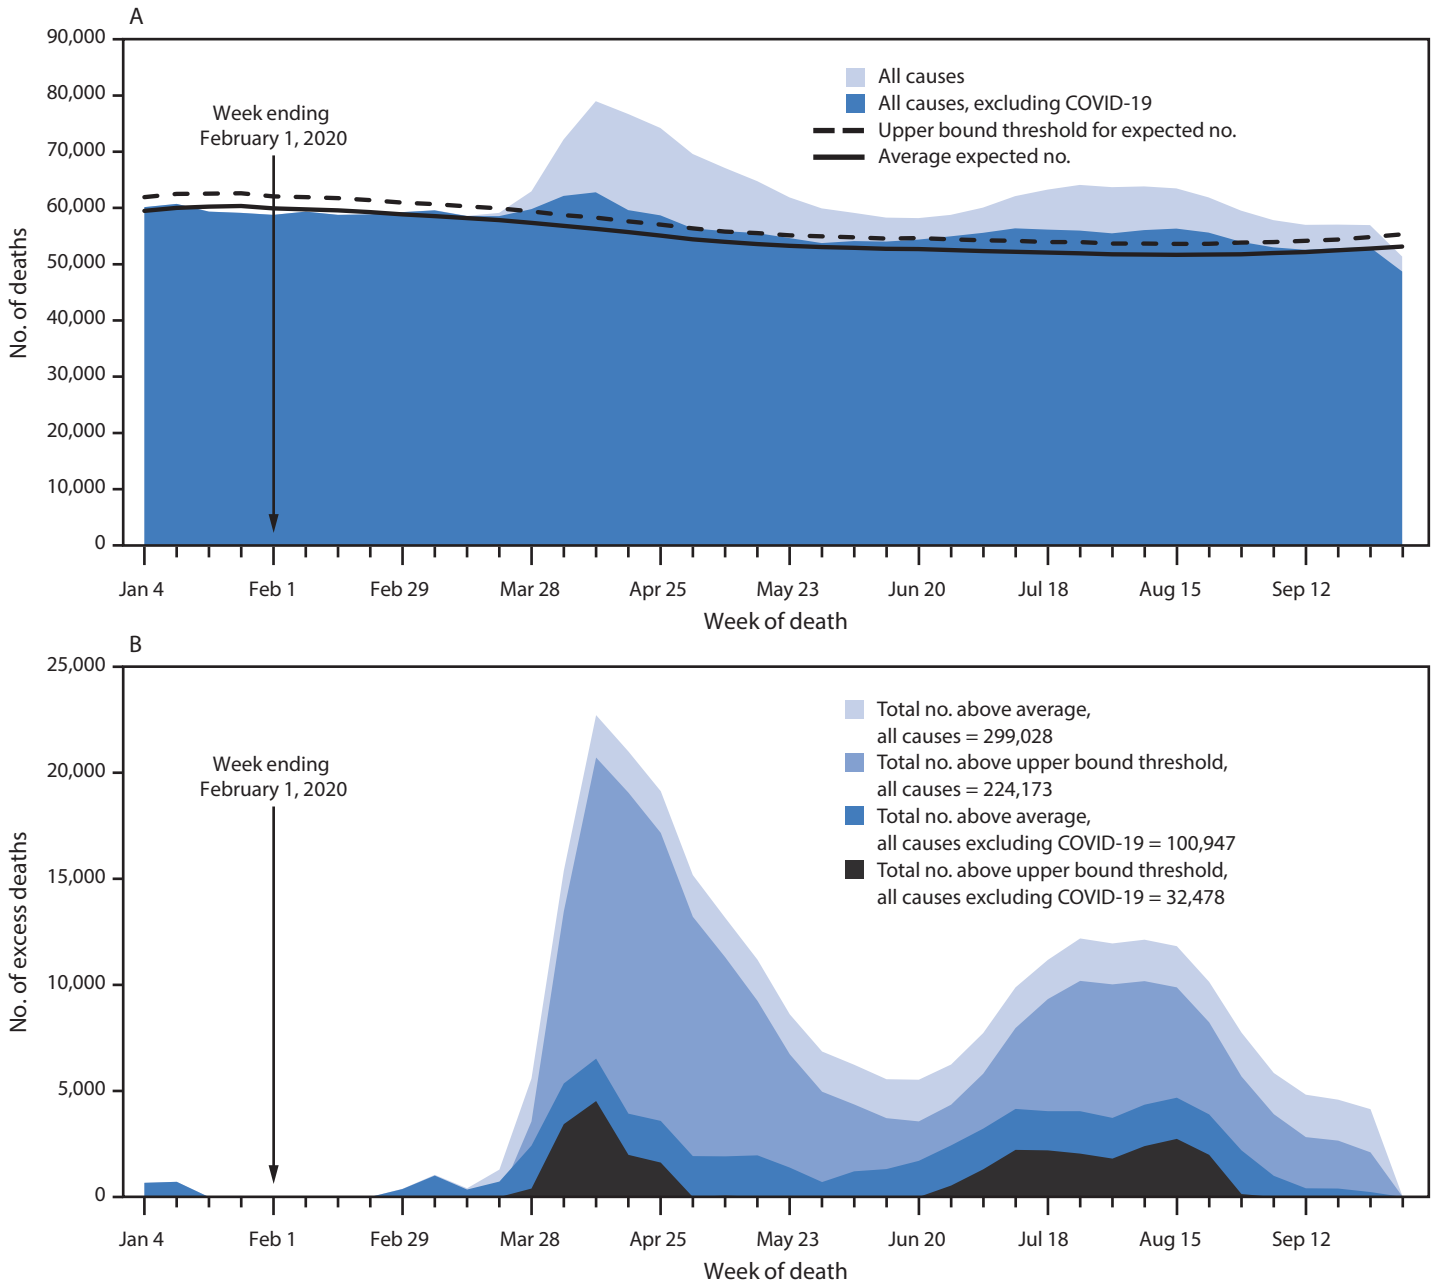 A
90,000
80,000
70,000
60,000
50,000
40,000
30,000
20,000
10,000
0
No. of deaths
Week ending
February 1, 2020
All causes
All causes, excluding COVID-19
Upper bound threshold for expected no.
Average expected no.
Jan 4
Feb 1
Feb 29
Mar 28
Apr 25
May 23
Jun 20
Jul 18
Aug 15
Sep 12
Week of death
B
25,000
20,000
15,000
10,000
5,000
0
No. of excess deaths
Week ending
February 1, 2020
Total no. above average,
all causes = 299,028
Total no. above upper bound threshold,
all causes = 224,173
Total no. above average,
all causes excluding COVID-19 = 100,947
Total no. above upper bound threshold,
all causes excluding COVID-19 = 32,478
Jan 4
Feb 1
Feb 29
Mar 28
Apr 25
May 23
Jun 20
Jul 18
Aug 15
Sep 12
Week of death